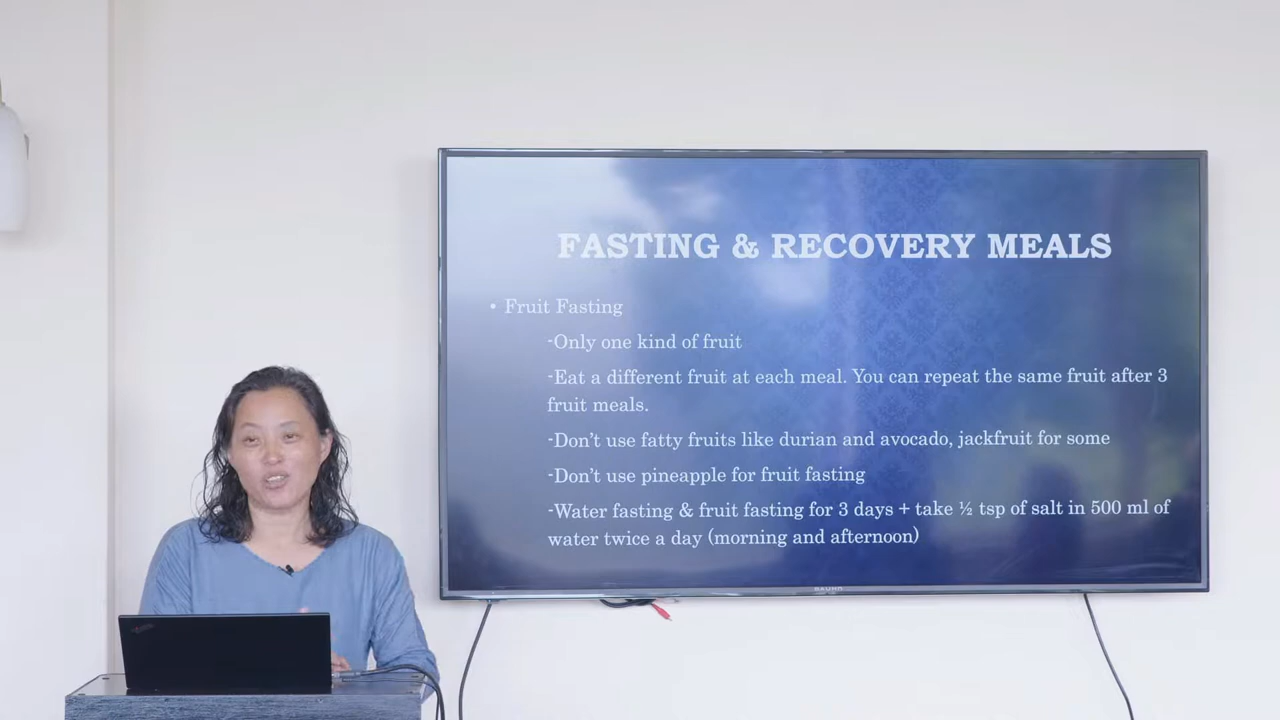 FASTING & RECOVERY MEALS
• Fruit Fasting
-Only one kind of fruit
-Eat a different fruit at each meal. You can repeat the same fruit after 3
fruit meals.
-Don't use fatty fruits like durian and avocado, jackfruit for some
-Don't use pineapple for fruit fasting
-Water fasting & fruit fasting for 3 days + take ½ tsp of salt in 500 ml of
water twice a day (morning and afternoon)